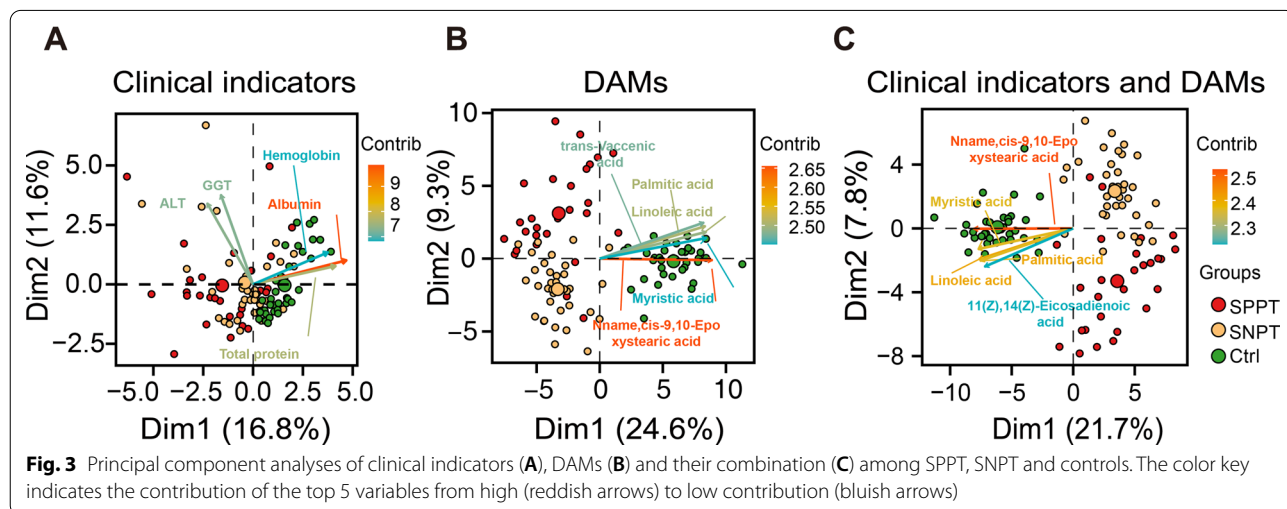 A
B
C
Clinical indicators
DAMs
Clinical indicators and DAMs
Dim2 (11.6%)
5.0
2.5
0.0
−2.5
Hemoglobin
GGT
ALT
Albumin
Total protein
−5.0
−2.5
0.0
2.5
5.0
Dim1 (16.8%)
Contrib
9
8
7
Dim2 (9.3%)
10
5
0
−5
trans-Vaccenic
acid
Palmitic acid
Linoleic acid
Myristic acid
Nname,cis-9,10-Epo
xystearic acid
−5
0
5
10
Dim1 (24.6%)
Contrib
2.65
2.60
2.55
2.50
Dim2 (7.8%)
4
0
−4
−8
Nname,cis-9,10-Epo
xystearic acid
Myristic acid
Palmitic acid
Linoleic acid
11(Z),14(Z)-Eicosadienoic
acid
−10
−5
0
5
Dim1 (21.7%)
Contrib
2.5
2.4
2.3
Groups
SPPT
SNPT
Ctrl
Fig. 3 Principal component analyses of clinical indicators (A), DAMs (B) and their combination (C) among SPPT, SNPT and controls. The color key
indicates the contribution of the top 5 variables from high (reddish arrows) to low contribution (bluish arrows)